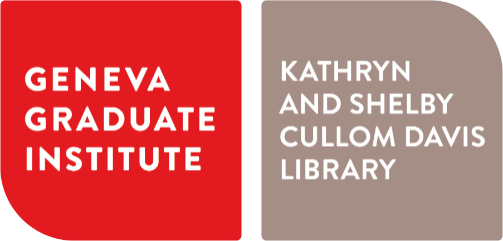 GENEVA
GRADUATE
INSTITUTE
KATHRYN
AND SHELBY
CULLOM DAVIS
LIBRARY